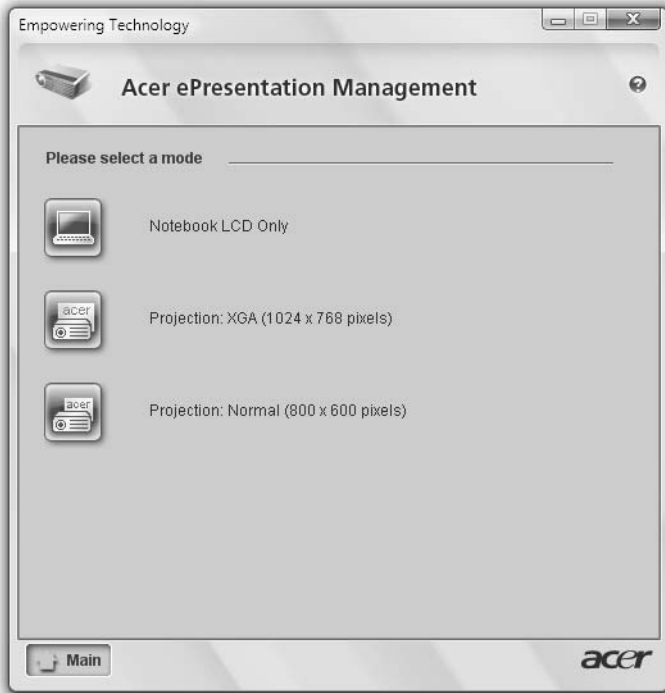 Empowering Technology
Acer ePresentation Management
Please select a mode
Notebook LCD Only
acer
Projection: XGA (1024 x 768 pixels)
acer
Projection: Normal (800 x 600 pixels)
Main
acer